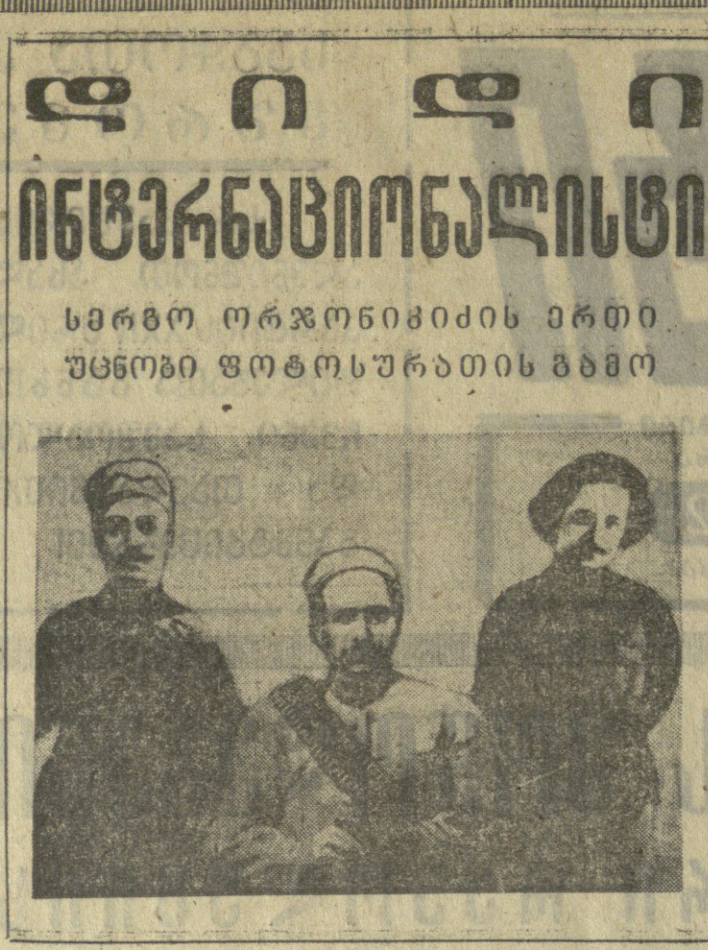 დიდი
ინტერნაციონალისტი
სერგო ორჯონიკიძის ერთი
უცნობი ფოტოსურათის გამო